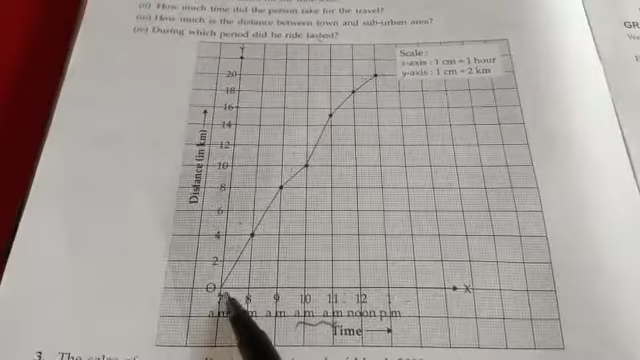 (ii) How much time did the person take for the travel?
(iii) How much is the distance between town and sub-urban area?
(iv) During which period did he ride fastest?
Y
Scale :
x-axis : 1 cm = 1 hour
y-axis : 1 cm = 2 km
20
18
16
14
12
10
8
6
4
2
Distance (in km)
O
7 8 9 10 11 12 1 X
a.m a.m a.m a.m a.m noon p.m
Time
3. The sales of